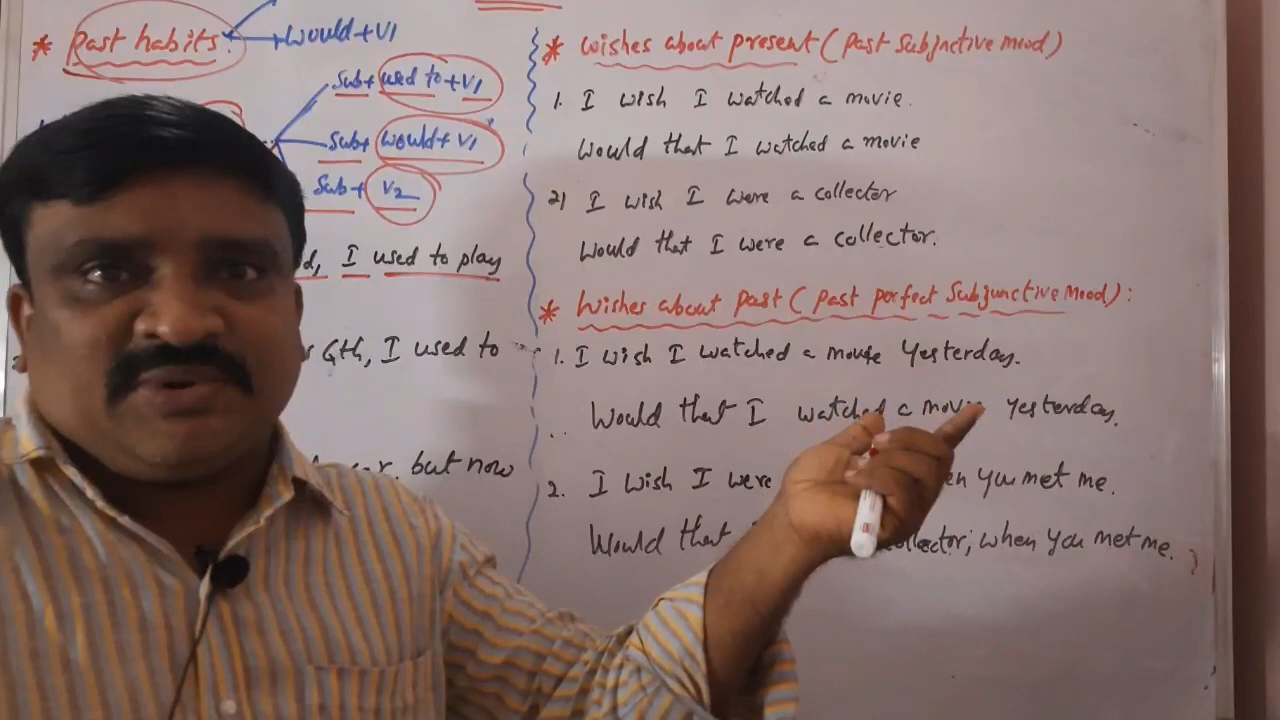 * Past habits.
would+V1
Sub+ used to+V1
Sub+ would+V1
Sub+ V2
d, I used to play
6th, I used to
but now
* Wishes about present (Past Subjnctive mood)
1. I wish I watched a movie.
Would that I watched a movie
2) I wish I were a collector
Would that I were a collector.
* Wishes about Past (Past perfect Subjunctive Mood):
1. I wish I watched a movie Yesterday.
Would that I watched a movie yesterday.
2. I wish I were en you met me.
Would that collector, when you met me.